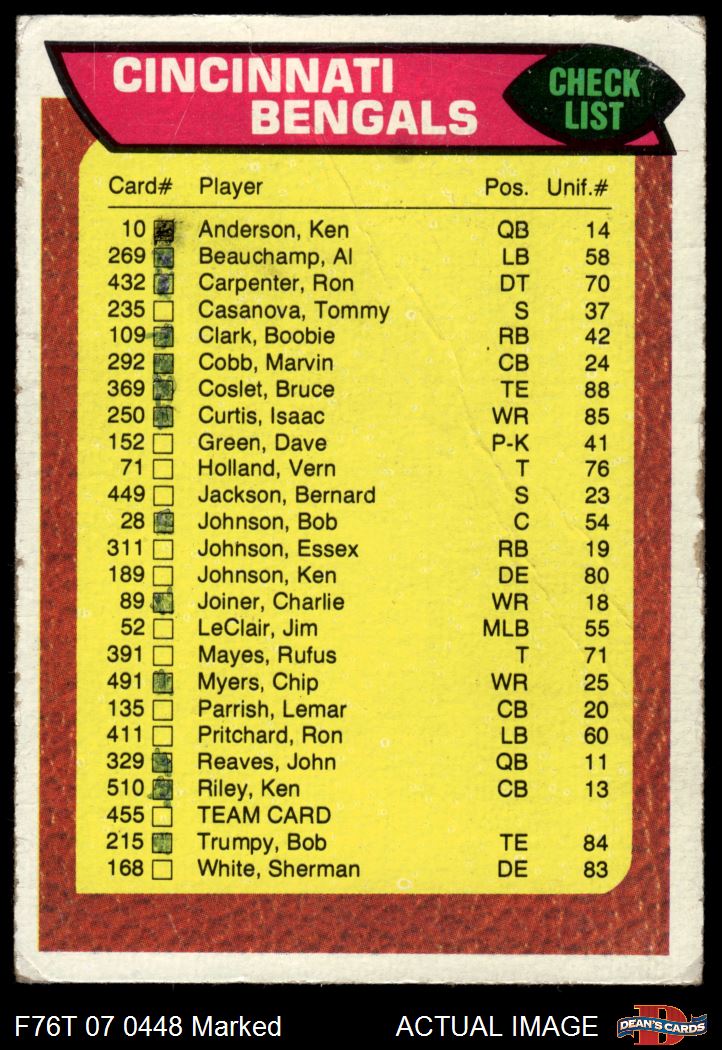 CINCINNATI
BENGALS
CHECK
LIST
Card# Player Pos. Unif.#
10 Anderson, Ken QB 14
269 Beauchamp, Al LB 58
432 Carpenter, Ron DT 70
235 Casanova, Tommy S 37
109 Clark, Boobie RB 42
292 Cobb, Marvin CB 24
369 Coslet, Bruce TE 88
250 Curtis, Isaac WR 85
152 Green, Dave P-K 41
71 Holland, Vern T 76
449 Jackson, Bernard S 23
28 Johnson, Bob C 54
311 Johnson, Essex RB 19
189 Johnson, Ken DE 80
89 Joiner, Charlie WR 18
52 LeClair, Jim MLB 55
391 Mayes, Rufus T 71
491 Myers, Chip WR 25
135 Parrish, Lemar CB 20
411 Pritchard, Ron LB 60
329 Reaves, John QB 11
510 Riley, Ken CB 13
455 TEAM CARD
215 Trumpy, Bob TE 84
168 White, Sherman DE 83
F76T 07 0448 Marked ACTUAL IMAGE
D
DEAN'S CARDS